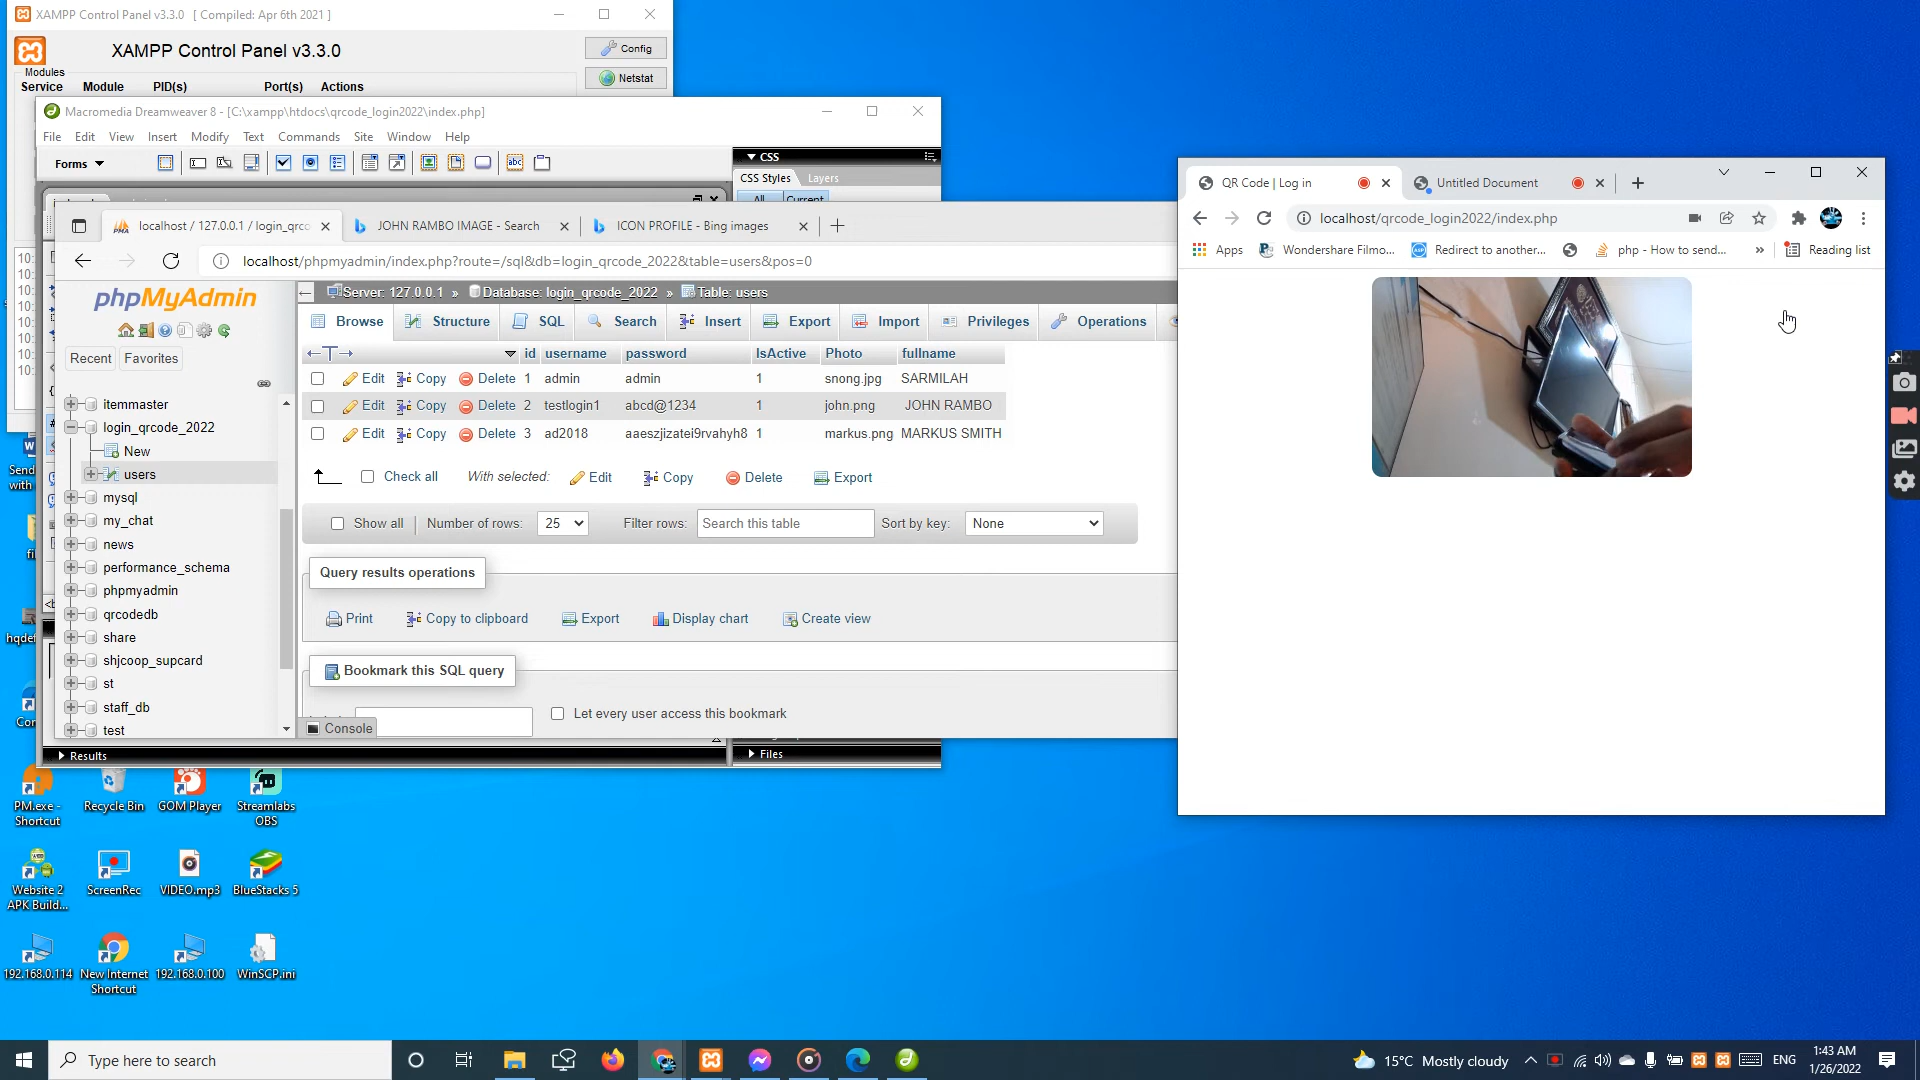 XAMPP Control Panel v3.3.0 [ Compiled: Apr 6th 2021 ]
XAMPP Control Panel v3.3.0
Config
Modules
Service Module PID(s) Port(s) Actions
Netstat
Macromedia Dreamweaver 8 - [C:\xampp\htdocs\qrcode_login2022\index.php]
File Edit View Insert Modify Text Commands Site Window Help
Forms
CSS
CSS Styles Layers
All Current
localhost / 127.0.0.1 / login_qrco
JOHN RAMBO IMAGE - Search
ICON PROFILE - Bing images
localhost/phpmyadmin/index.php?route=/sql&db=login_qrcode_2022&table=users&pos=0
phpMyAdmin
Recent Favorites
itemmaster
login_qrcode_2022
New
users
mysql
my_chat
news
performance_schema
phpmyadmin
qrcodedb
share
shjcoop_supcard
st
staff_db
test
Server: 127.0.0.1 » Database: login_qrcode_2022 » Table: users
Browse Structure SQL Search Insert Export Import Privileges Operations
id username password IsActive Photo fullname
Edit Copy Delete 1 admin admin 1 snong.jpg SARMILAH
Edit Copy Delete 2 testlogin1 abcd@1234 1 john.png JOHN RAMBO
Edit Copy Delete 3 ad2018 aaeszjizatei9rvahyh8 1 markus.png MARKUS SMITH
Check all With selected: Edit Copy Delete Export
Show all Number of rows: 25 Filter rows: Search this table Sort by key: None
Query results operations
Print Copy to clipboard Export Display chart Create view
Bookmark this SQL query
Let every user access this bookmark
Console
Results
Files
QR Code | Log in
Untitled Document
localhost/qrcode_login2022/index.php
Apps Wondershare Filmo... Redirect to another... php - How to send... » Reading list
Send
with
PM.exe -
Shortcut
Recycle Bin
GOM Player
Streamlabs
OBS
Website 2
APK Build...
ScreenRec
VIDEO.mp3
BlueStacks 5
192.168.0.114
New Internet
Shortcut
192.168.0.100
WinSCP.ini
Type here to search
15°C Mostly cloudy
ENG
1:43 AM
1/26/2022